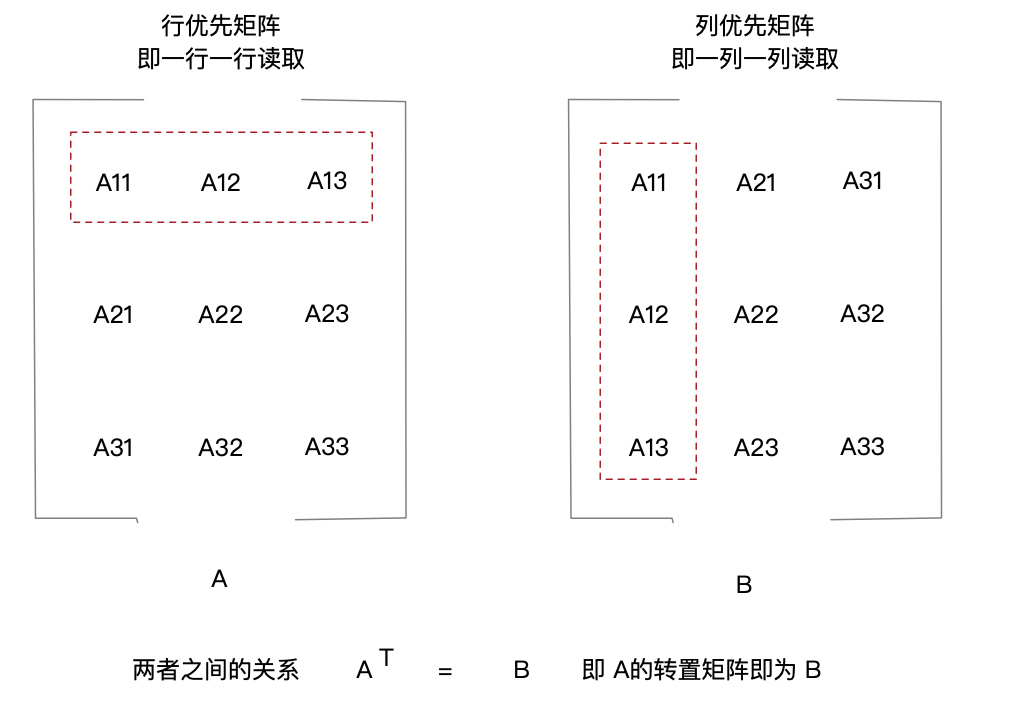 行优先矩阵
即一行一行读取
列优先矩阵
即一列一列读取
A11 A12 A13
A21 A22 A23
A31 A32 A33
A
A11 A21 A31
A12 A22 A32
A13 A23 A33
B
两者之间的关系 A T = B 即 A的转置矩阵即为 B